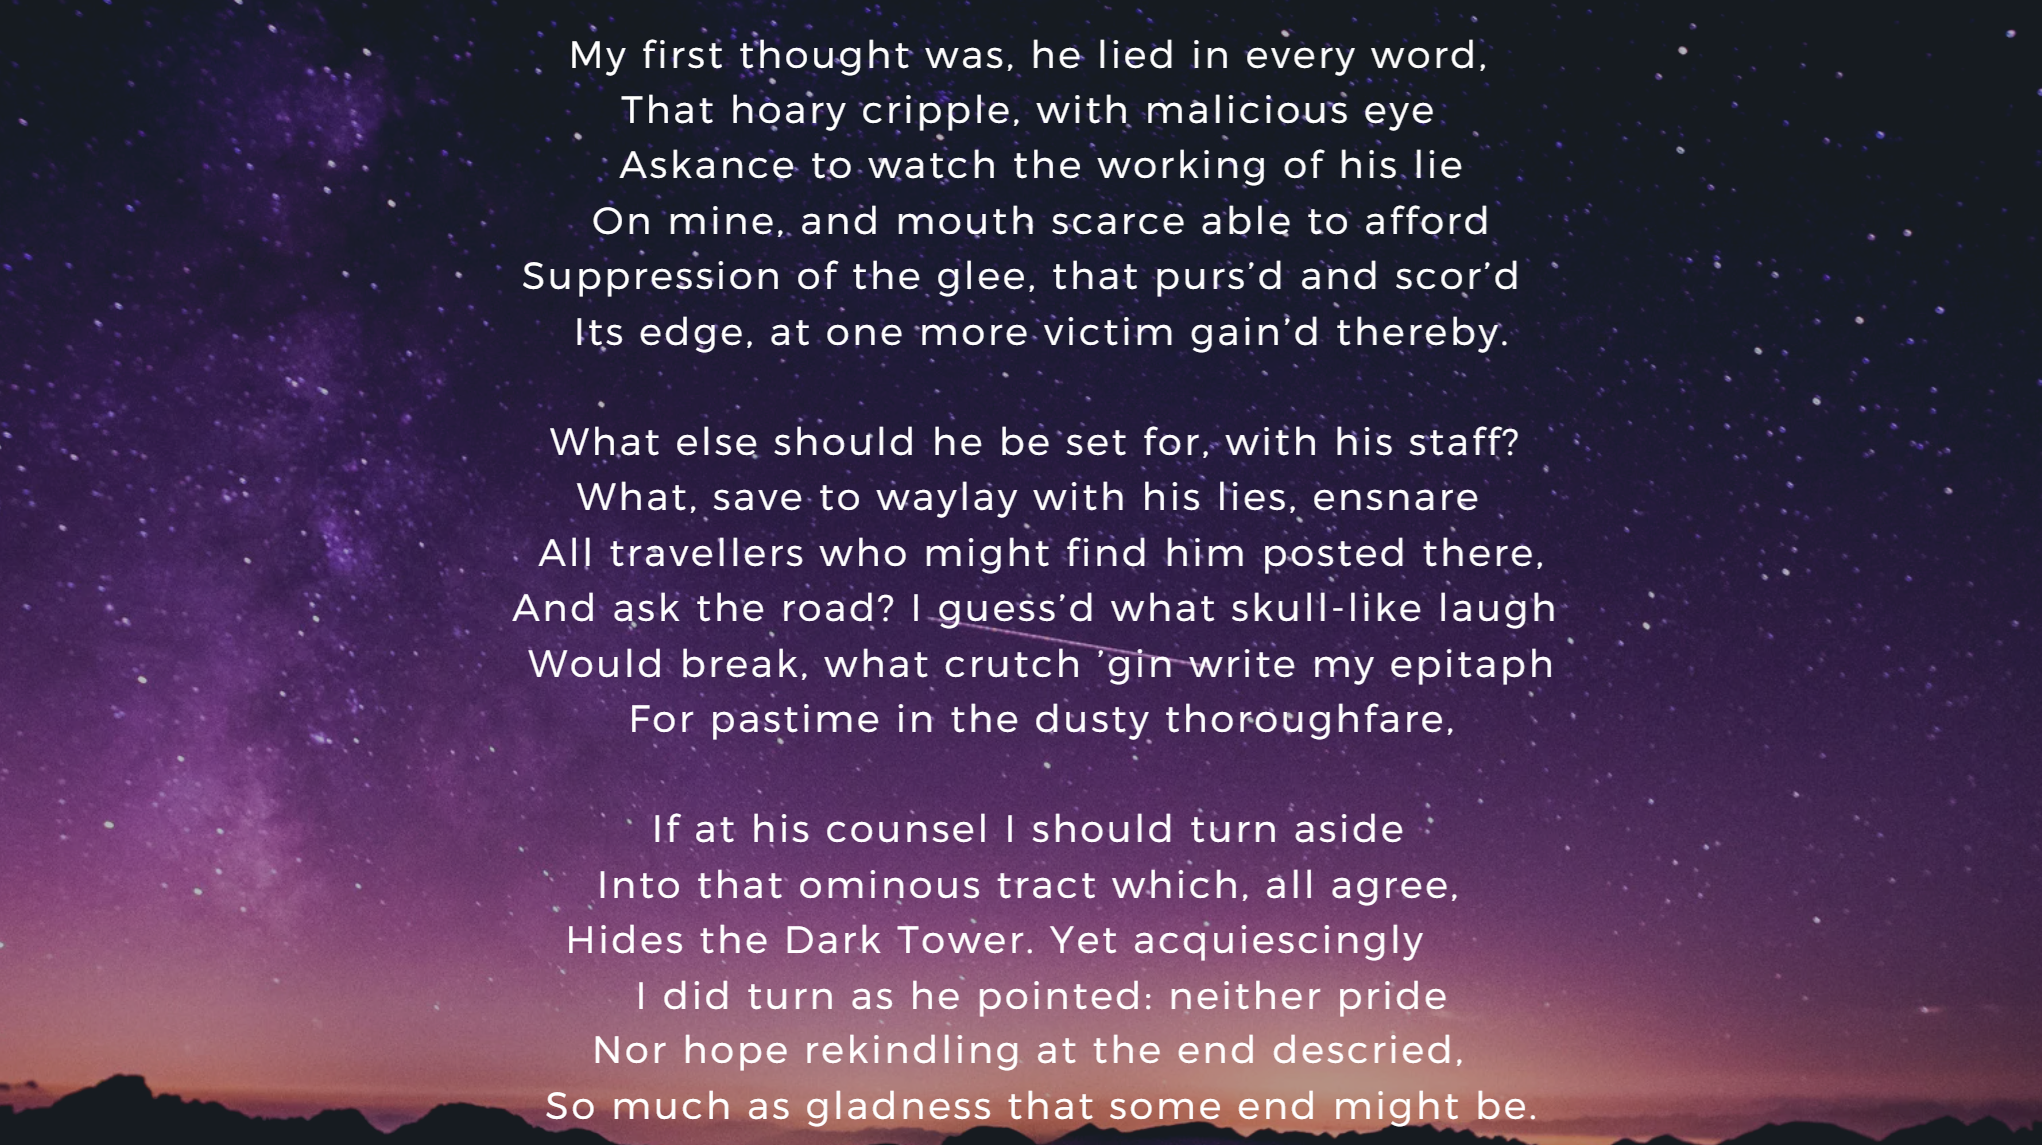 My first thought was, he lied in every word,
That hoary cripple, with malicious eye
Askance to watch the working of his lie
On mine, and mouth scarce able to afford
Suppression of the glee, that purs’d and scor’d
Its edge, at one more victim gain’d thereby.
What else should he be set for, with his staff?
What, save to waylay with his lies, ensnare
All travellers who might find him posted there,
And ask the road? I guess’d what skull-like laugh
Would break, what crutch ’gin write my epitaph
For pastime in the dusty thoroughfare,
If at his counsel I should turn aside
Into that ominous tract which, all agree,
Hides the Dark Tower. Yet acquiescingly
I did turn as he pointed: neither pride
Nor hope rekindling at the end descried,
So much as gladness that some end might be.